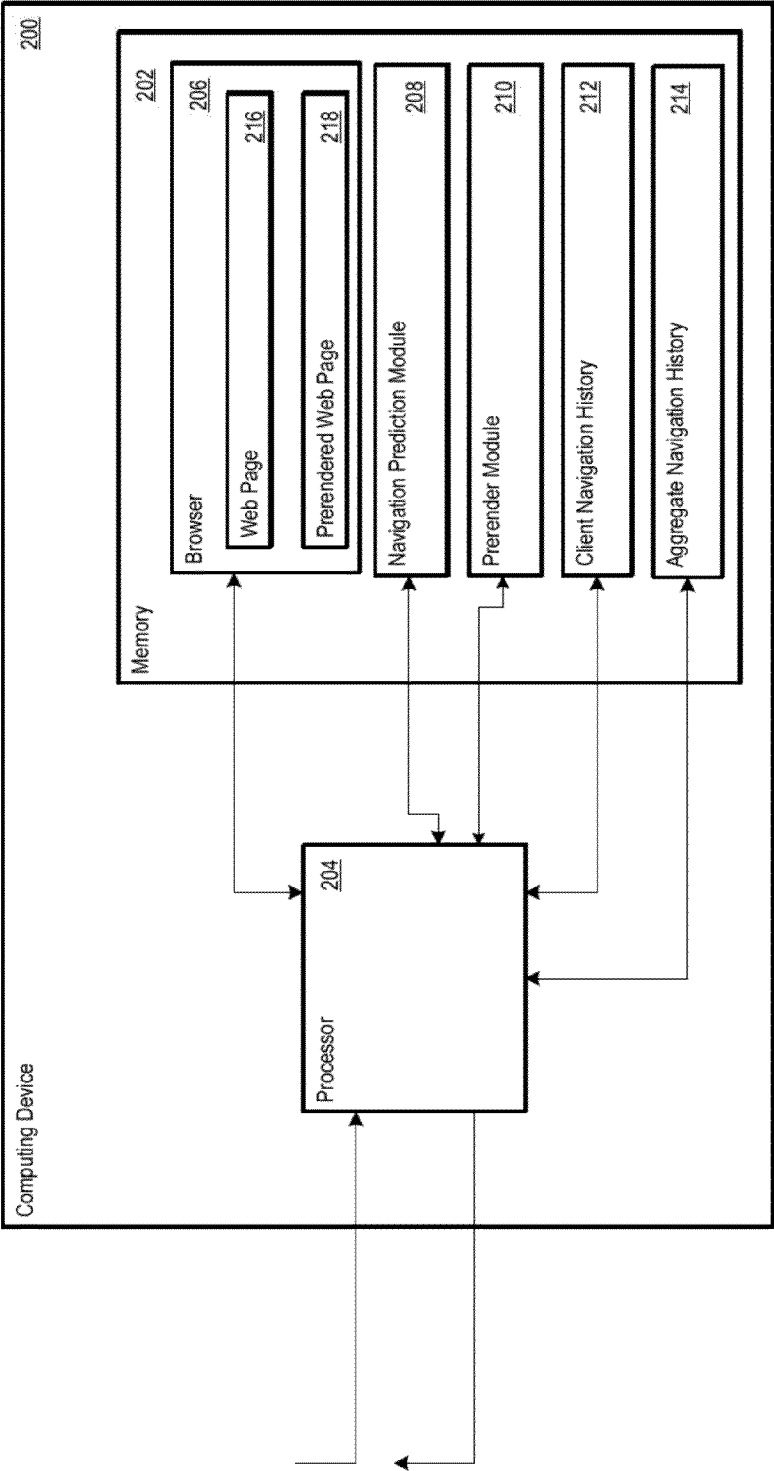 Computing Device
200
Memory
202
Browser
206
Web Page
216
Prerendered Web Page
218
Navigation Prediction Module
208
Prerender Module
210
Client Navigation History
212
Aggregate Navigation History
214
Processor
204